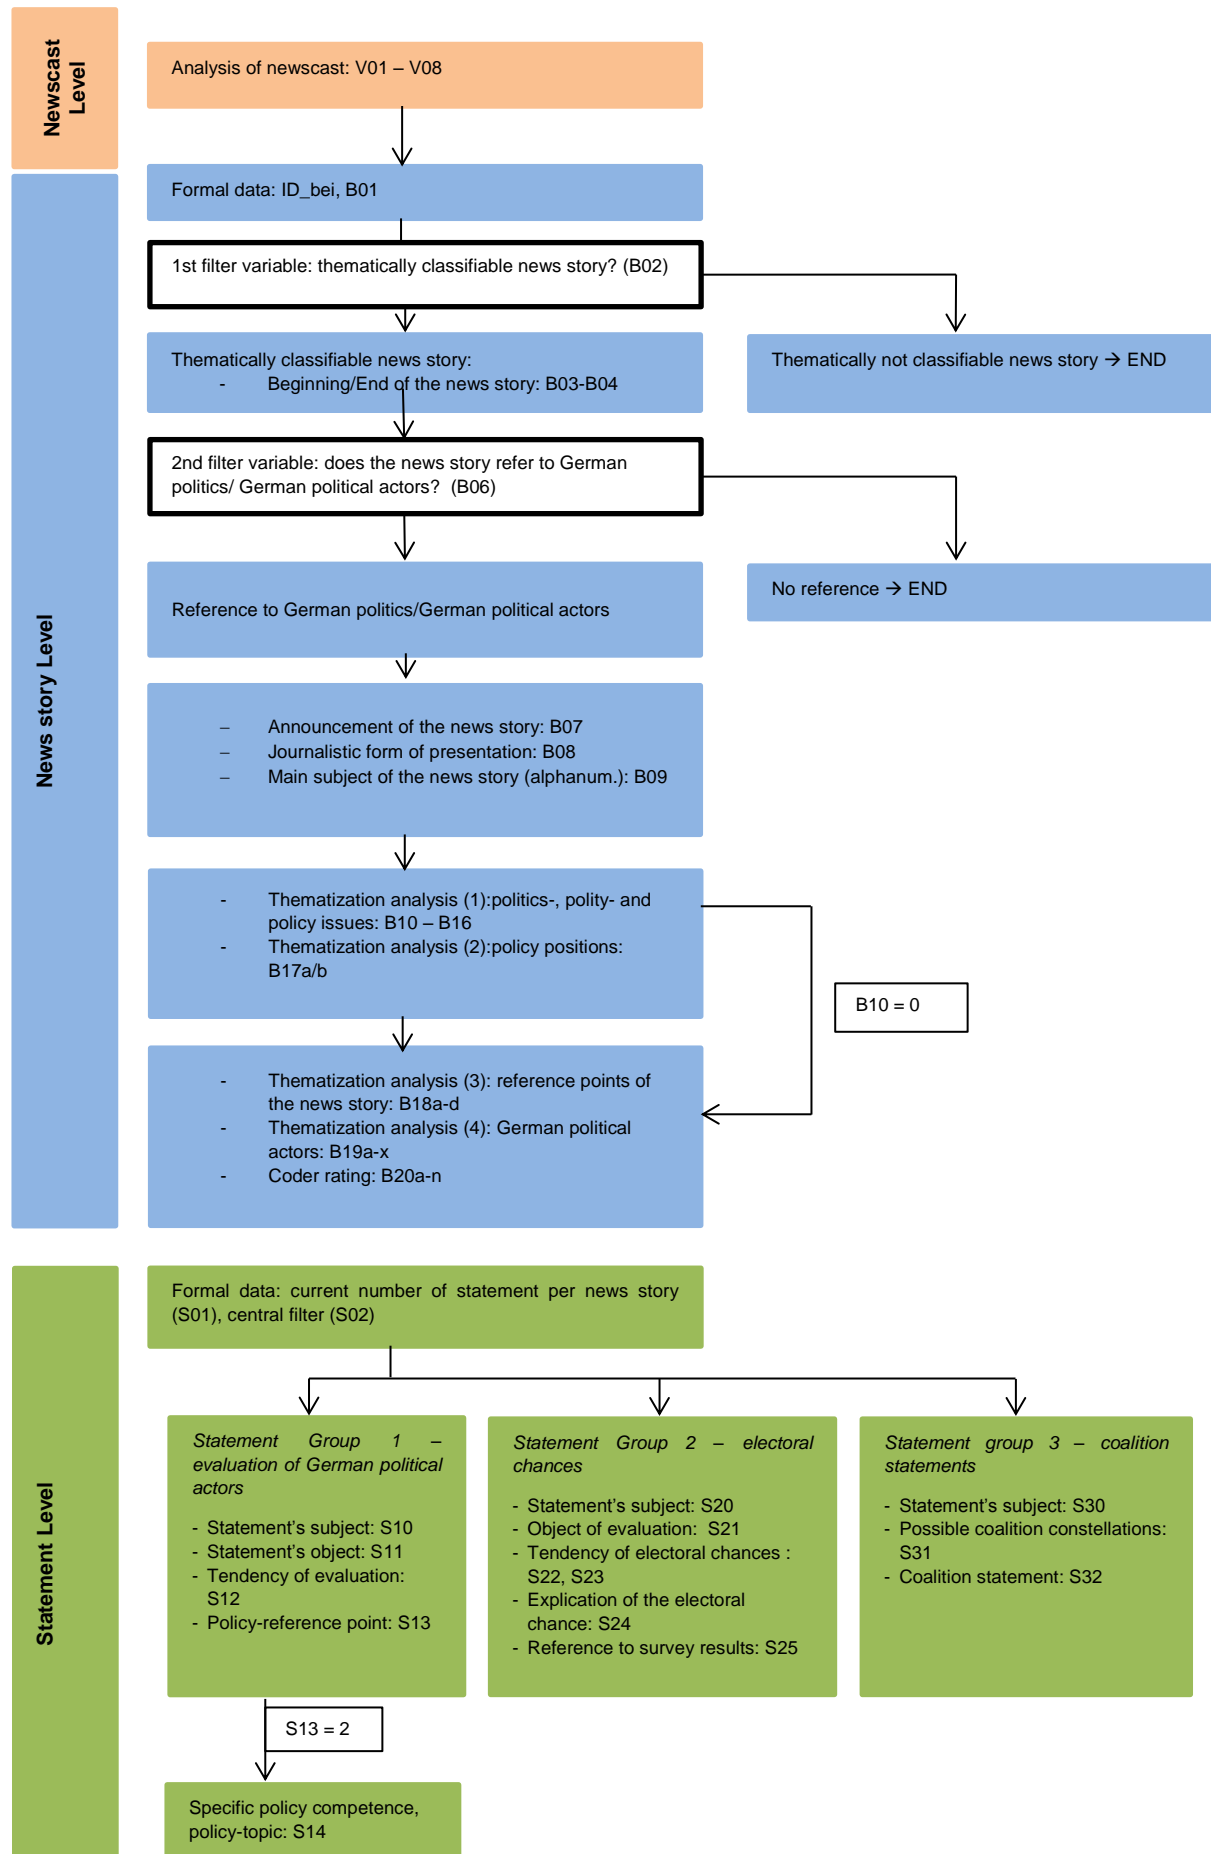 Newscast
Level
Analysis of newscast: V01 – V08
News story Level
Formal data: ID_bei, B01
1st filter variable: thematically classifiable news story? (B02)
Thematically classifiable news story:
- Beginning/End of the news story: B03-B04
Thematically not classifiable news story → END
2nd filter variable: does the news story refer to German
politics/ German political actors? (B06)
No reference → END
Reference to German politics/German political actors
– Announcement of the news story: B07
– Journalistic form of presentation: B08
– Main subject of the news story (alphanum.): B09
- Thematization analysis (1):politics-, polity- and
policy issues: B10 – B16
- Thematization analysis (2):policy positions:
B17a/b
B10 = 0
- Thematization analysis (3): reference points of
the news story: B18a-d
- Thematization analysis (4): German political
actors: B19a-x
- Coder rating: B20a-n
Statement Level
Formal data: current number of statement per news story
(S01), central filter (S02)
Statement Group 1 –
evaluation of German political
actors
- Statement's subject: S10
- Statement's object: S11
- Tendency of evaluation:
S12
- Policy-reference point: S13
Statement Group 2 – electoral
chances
- Statement's subject: S20
- Object of evaluation: S21
- Tendency of electoral chances :
S22, S23
- Explication of the electoral
chance: S24
- Reference to survey results: S25
Statement group 3 – coalition
statements
- Statement's subject: S30
- Possible coalition constellations:
S31
- Coalition statement: S32
S13 = 2
Specific policy competence,
policy-topic: S14